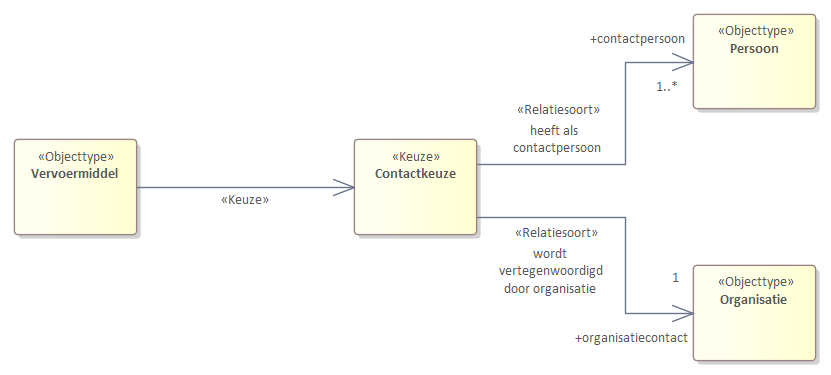 «Objecttype»
Persoon
+contactpersoon
1..*
«Relatiesoort»
heeft als
contactpersoon
«Objecttype»
Vervoermiddel
«Keuze»
«Keuze»
Contactkeuze
«Relatiesoort»
wordt
vertegenwoordigd
door organisatie
1
+organisatiecontact
«Objecttype»
Organisatie